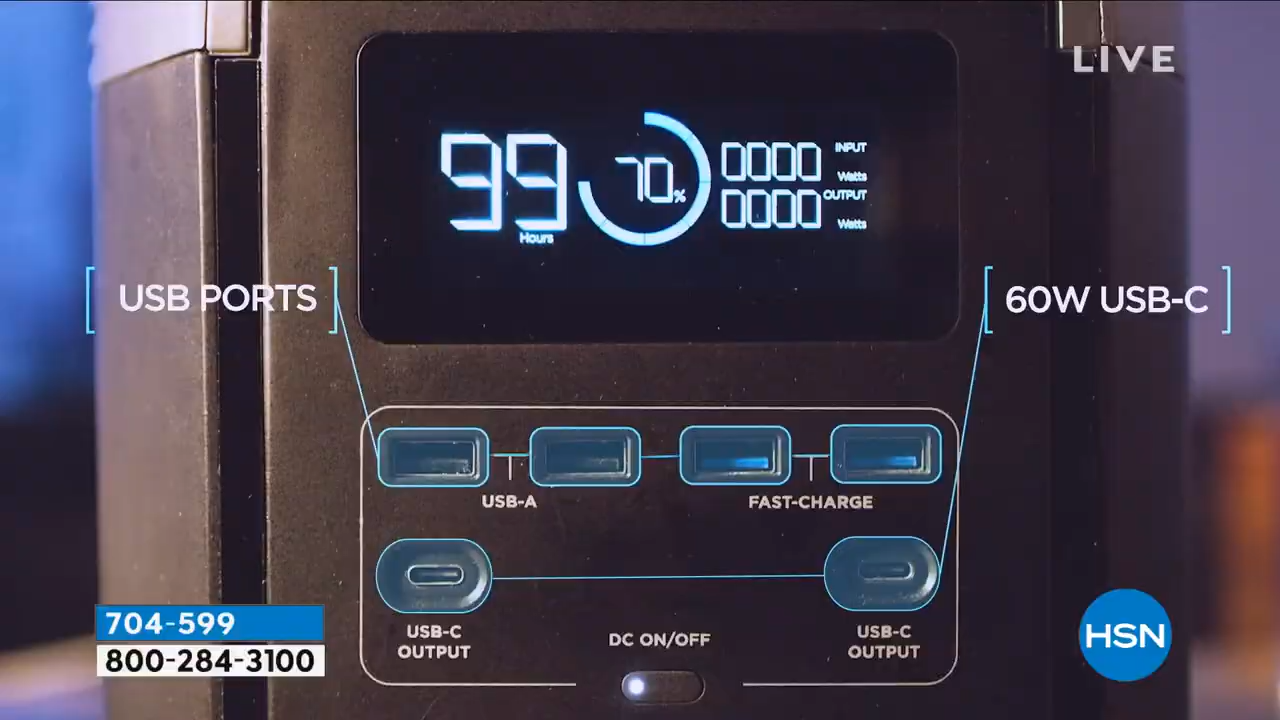 LIVE
99
Hours
70%
0000 INPUT
Watts
0000 OUTPUT
Watts
USB PORTS
60W USB-C
USB-A
FAST-CHARGE
USB-C
OUTPUT
DC ON/OFF
USB-C
OUTPUT
704-599
800-284-3100
HSN